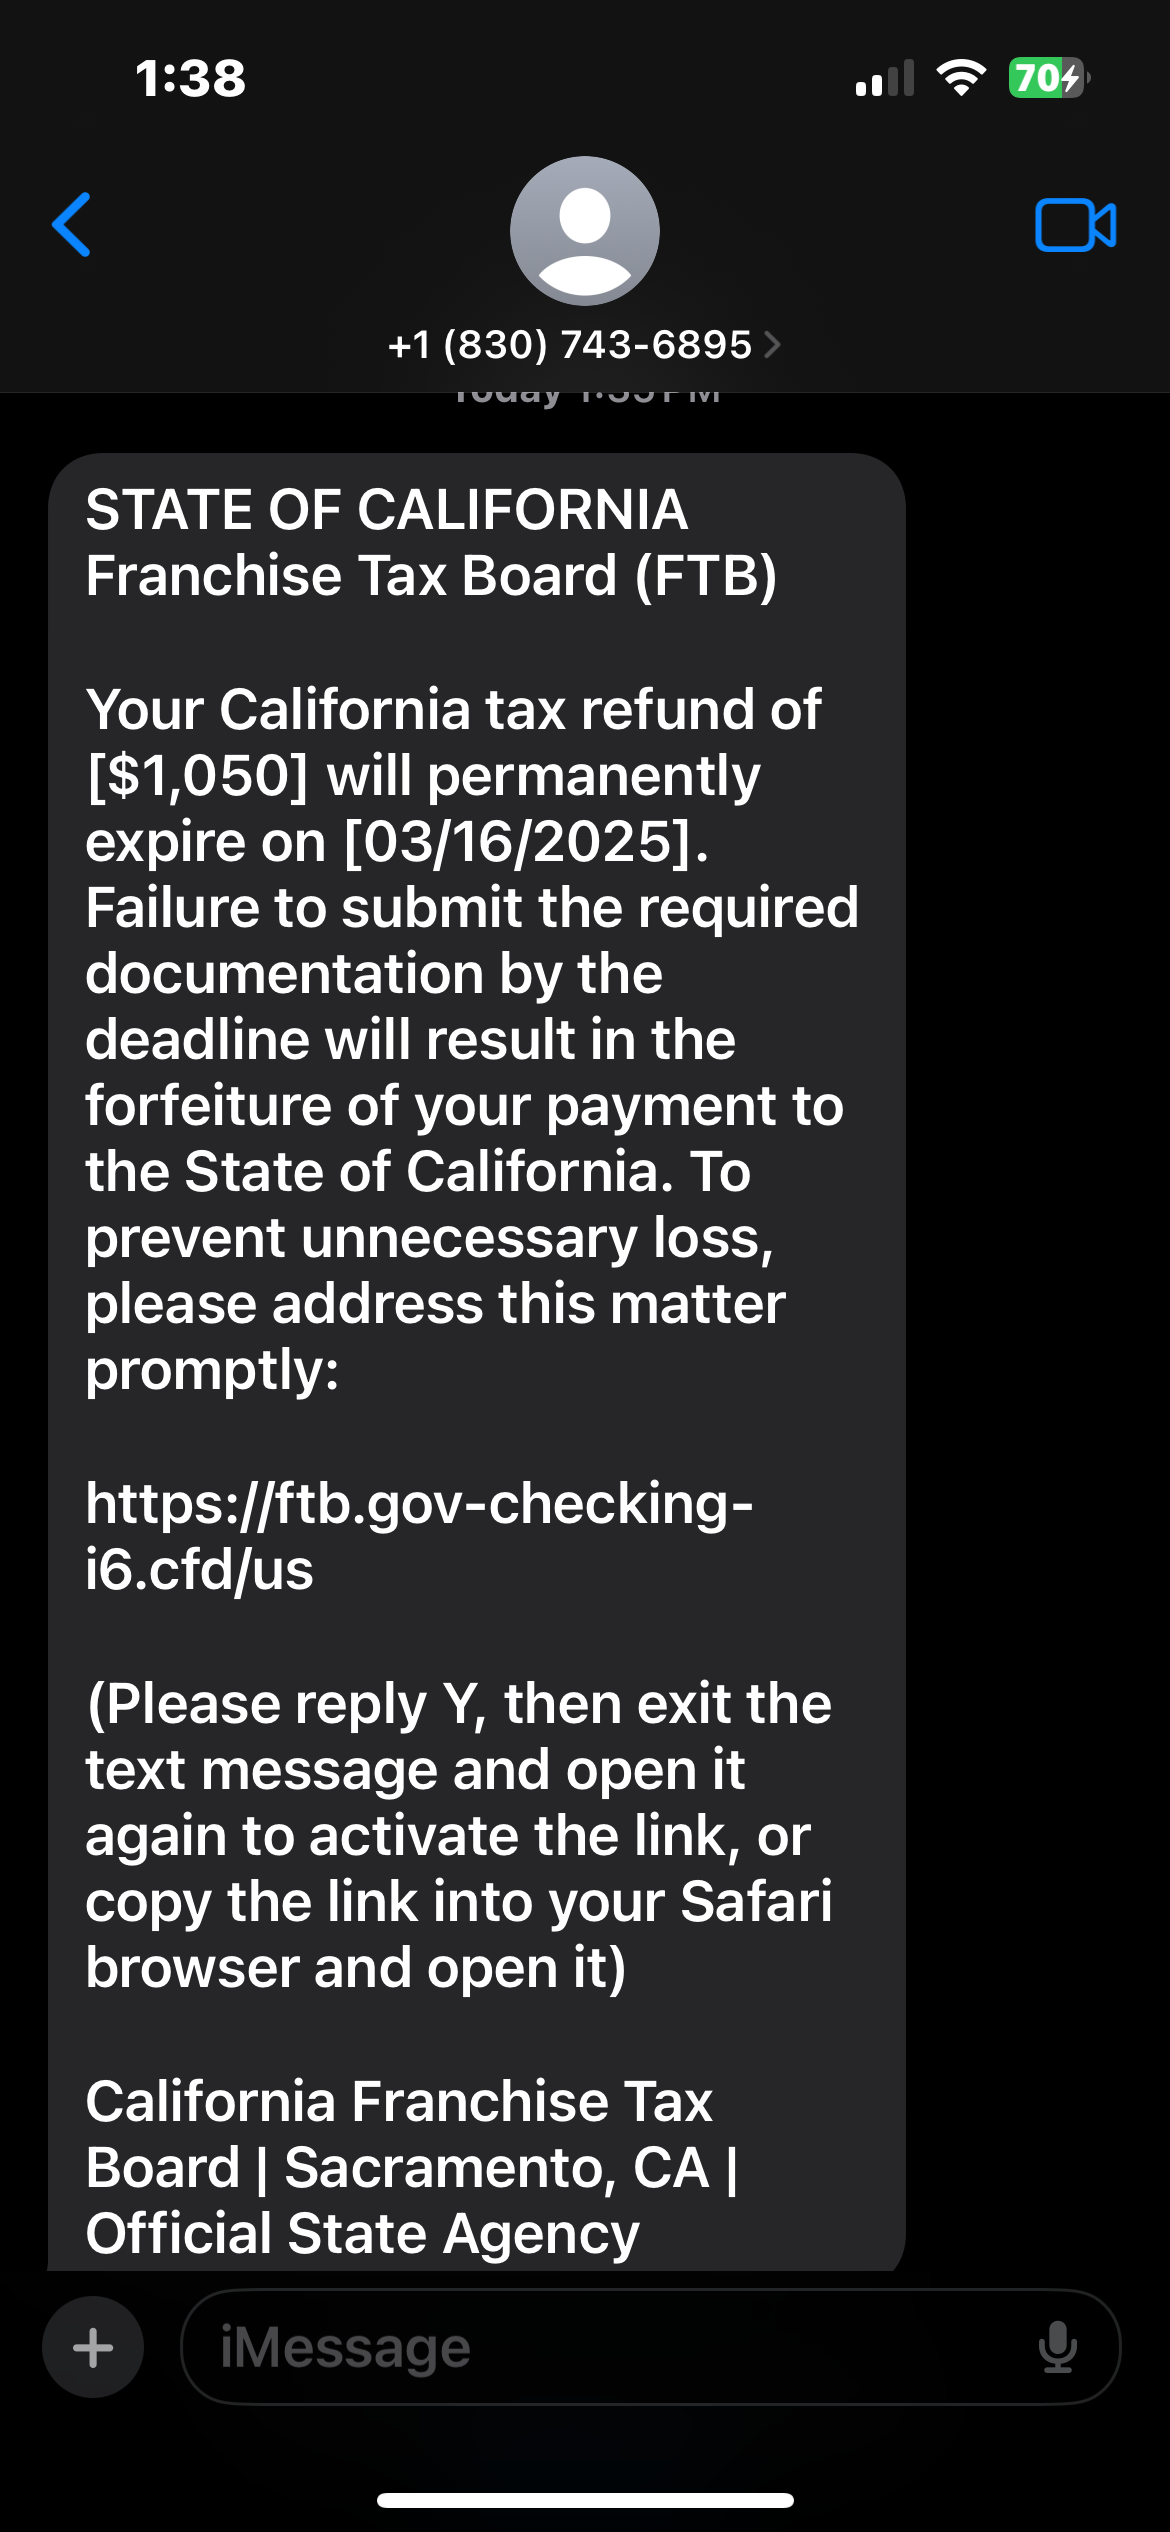 1:38
70
+1 (830) 743-6895
Today 1:35 PM
STATE OF CALIFORNIA
Franchise Tax Board (FTB)
Your California tax refund of
[$1,050] will permanently
expire on [03/16/2025].
Failure to submit the required
documentation by the
deadline will result in the
forfeiture of your payment to
the State of California. To
prevent unnecessary loss,
please address this matter
promptly:
https://ftb.gov-checking-
i6.cfd/us
(Please reply Y, then exit the
text message and open it
again to activate the link, or
copy the link into your Safari
browser and open it)
California Franchise Tax
Board | Sacramento, CA |
Official State Agency
iMessage